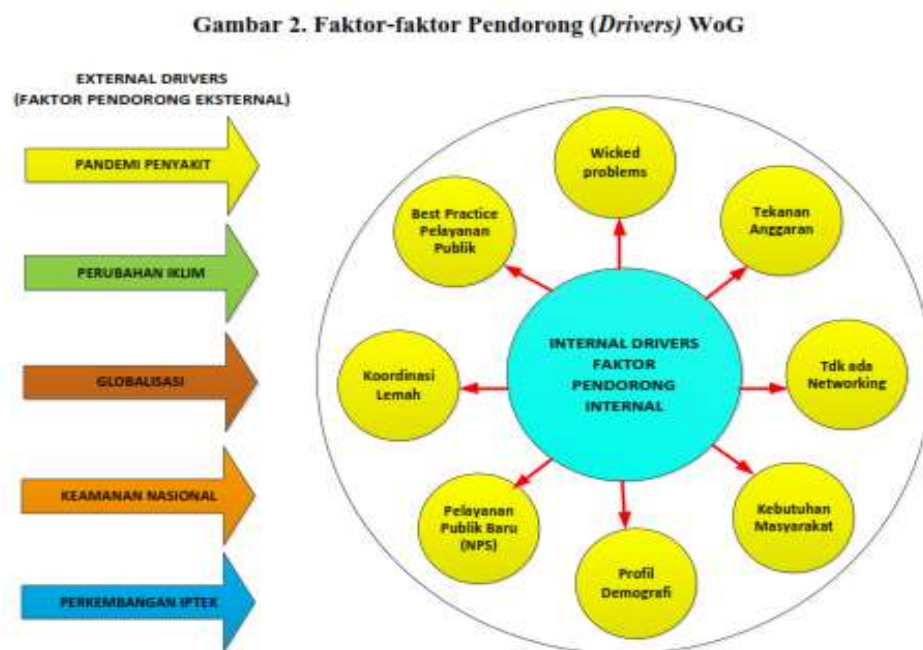 Gambar 2. Faktor-faktor Pendorong (Drivers) WoG
EXTERNAL DRIVERS
(FAKTOR PENDORONG EKSTERNAL)
PANDEMI PENYAKIT
PERUBAHAN IKLIM
GLOBALISASI
KEAMANAN NASIONAL
PERKEMBANGAN IPTEK
Wicked
problems
Tekanan
Anggaran
Tdk ada
Networking
Kebutuhan
Masyarakat
Profil
Demografi
Pelayanan
Publik Baru
(NPS)
Koordinasi
Lemah
Best Practice
Pelayanan
Publik
INTERNAL DRIVERS
FAKTOR
PENDORONG
INTERNAL